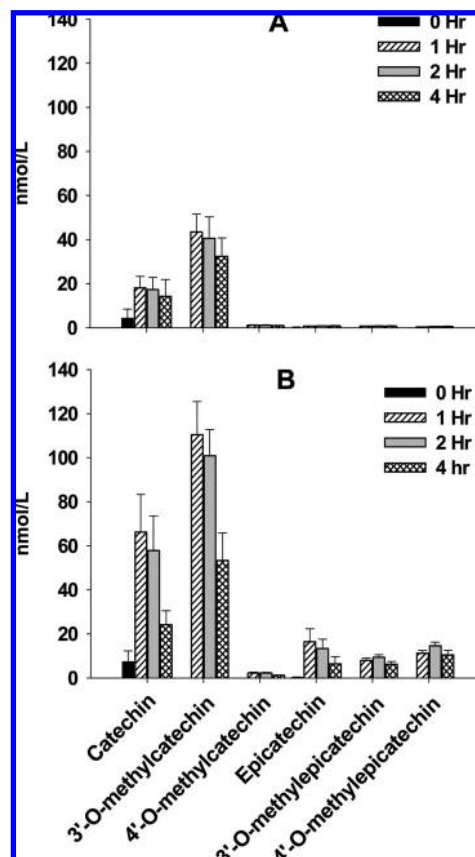 A
0 Hr
1 Hr
2 Hr
4 Hr
140
120
100
80
60
40
20
0
nmol/L
B
0 Hr
1 Hr
2 Hr
4 hr
140
120
100
80
60
40
20
0
nmol/L
Catechin
3'-O-methylcatechin
4'-O-methylcatechin
Epicatechin
3'-O-methylepicatechin
4'-O-methylepicatechin